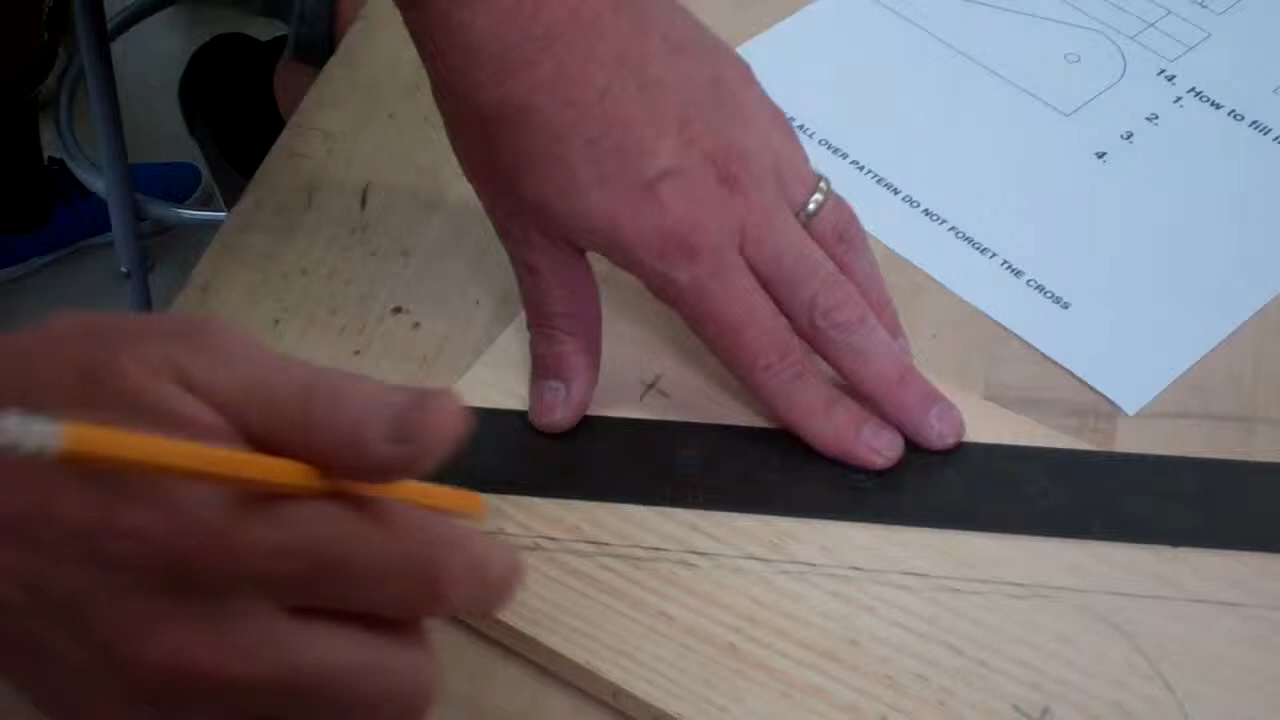 14. How to fill
1.
2.
3.
4.
ALL OVER PATTERN DO NOT FORGET THE CROSS